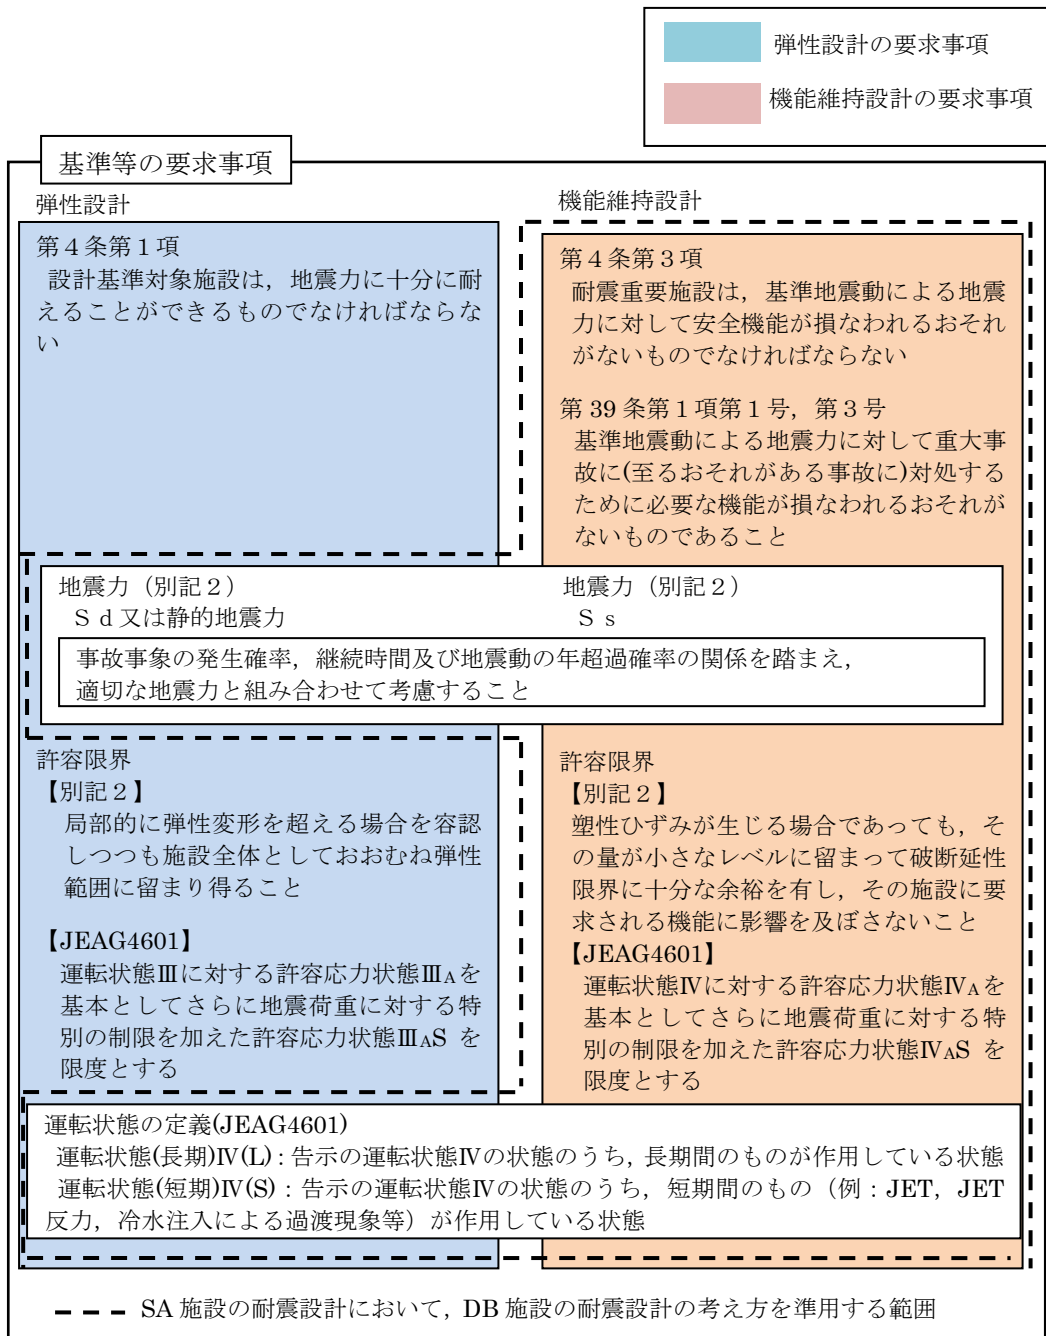 弾性設計の要求事項
機能維持設計の要求事項
基準等の要求事項
弾性設計
第４条第１項
設計基準対象施設は，地震力に十分に耐
えることができるものでなければならな
い
機能維持設計
第４条第３項
耐震重要施設は，基準地震動による地震
力に対して安全機能が損なわれるおそれ
がないものでなければならない
第 39 条第１項第１号，第３号
基準地震動による地震力に対して重大事
故に(至るおそれがある事故に)対処する
ために必要な機能が損なわれるおそれが
ないものであること
地震力（別記２）
Ｓｄ又は静的地震力
地震力（別記２）
Ｓｓ
事故事象の発生確率，継続時間及び地震動の年超過確率の関係を踏まえ，
適切な地震力と組み合わせて考慮すること
許容限界
【別記２】
局部的に弾性変形を超える場合を容認
しつつも施設全体としておおむね弾性
範囲に留まり得ること
【JEAG4601】
運転状態Ⅲに対する許容応力状態ⅢAを
基本としてさらに地震荷重に対する特
別の制限を加えた許容応力状態ⅢAS を
限度とする
許容限界
【別記２】
塑性ひずみが生じる場合であっても，そ
の量が小さなレベルに留まって破断延性
限界に十分な余裕を有し，その施設に要
求される機能に影響を及ぼさないこと
【JEAG4601】
運転状態Ⅳに対する許容応力状態ⅣAを
基本としてさらに地震荷重に対する特
別の制限を加えた許容応力状態ⅣAS を
限度とする
運転状態の定義(JEAG4601)
運転状態(長期)Ⅳ(L)：告示の運転状態Ⅳの状態のうち，長期間のものが作用している状態
運転状態(短期)Ⅳ(S)：告示の運転状態Ⅳの状態のうち，短期間のもの（例：JET，JET
反力，冷水注入による過渡現象等）が作用している状態
SA 施設の耐震設計において，DB 施設の耐震設計の考え方を準用する範囲